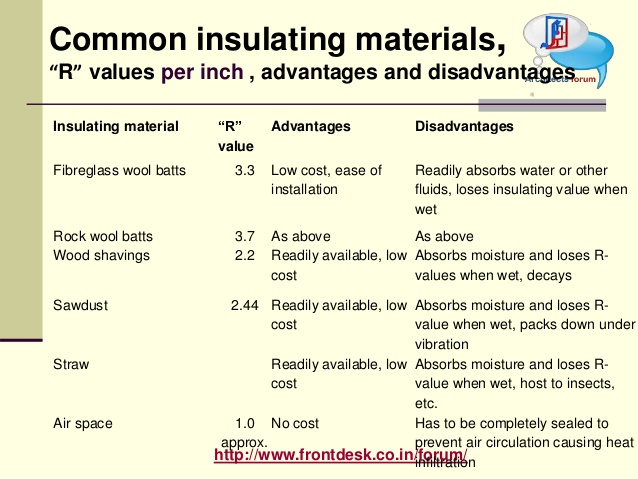 Common insulating materials,
“R” values per inch , advantages and disadvantages
Architects forum
Insulating material “R” value Advantages Disadvantages
Fibreglass wool batts 3.3 Low cost, ease of installation Readily absorbs water or other fluids, loses insulating value when wet
Rock wool batts 3.7 As above As above
Wood shavings 2.2 Readily available, low cost Absorbs moisture and loses R-values when wet, decays
Sawdust 2.44 Readily available, low cost Absorbs moisture and loses R-value when wet, packs down under vibration
Straw Readily available, low cost Absorbs moisture and loses R-value when wet, host to insects, etc.
Air space 1.0 approx. No cost Has to be completely sealed to prevent air circulation causing heat infiltration
http://www.frontdesk.co.in/forum/